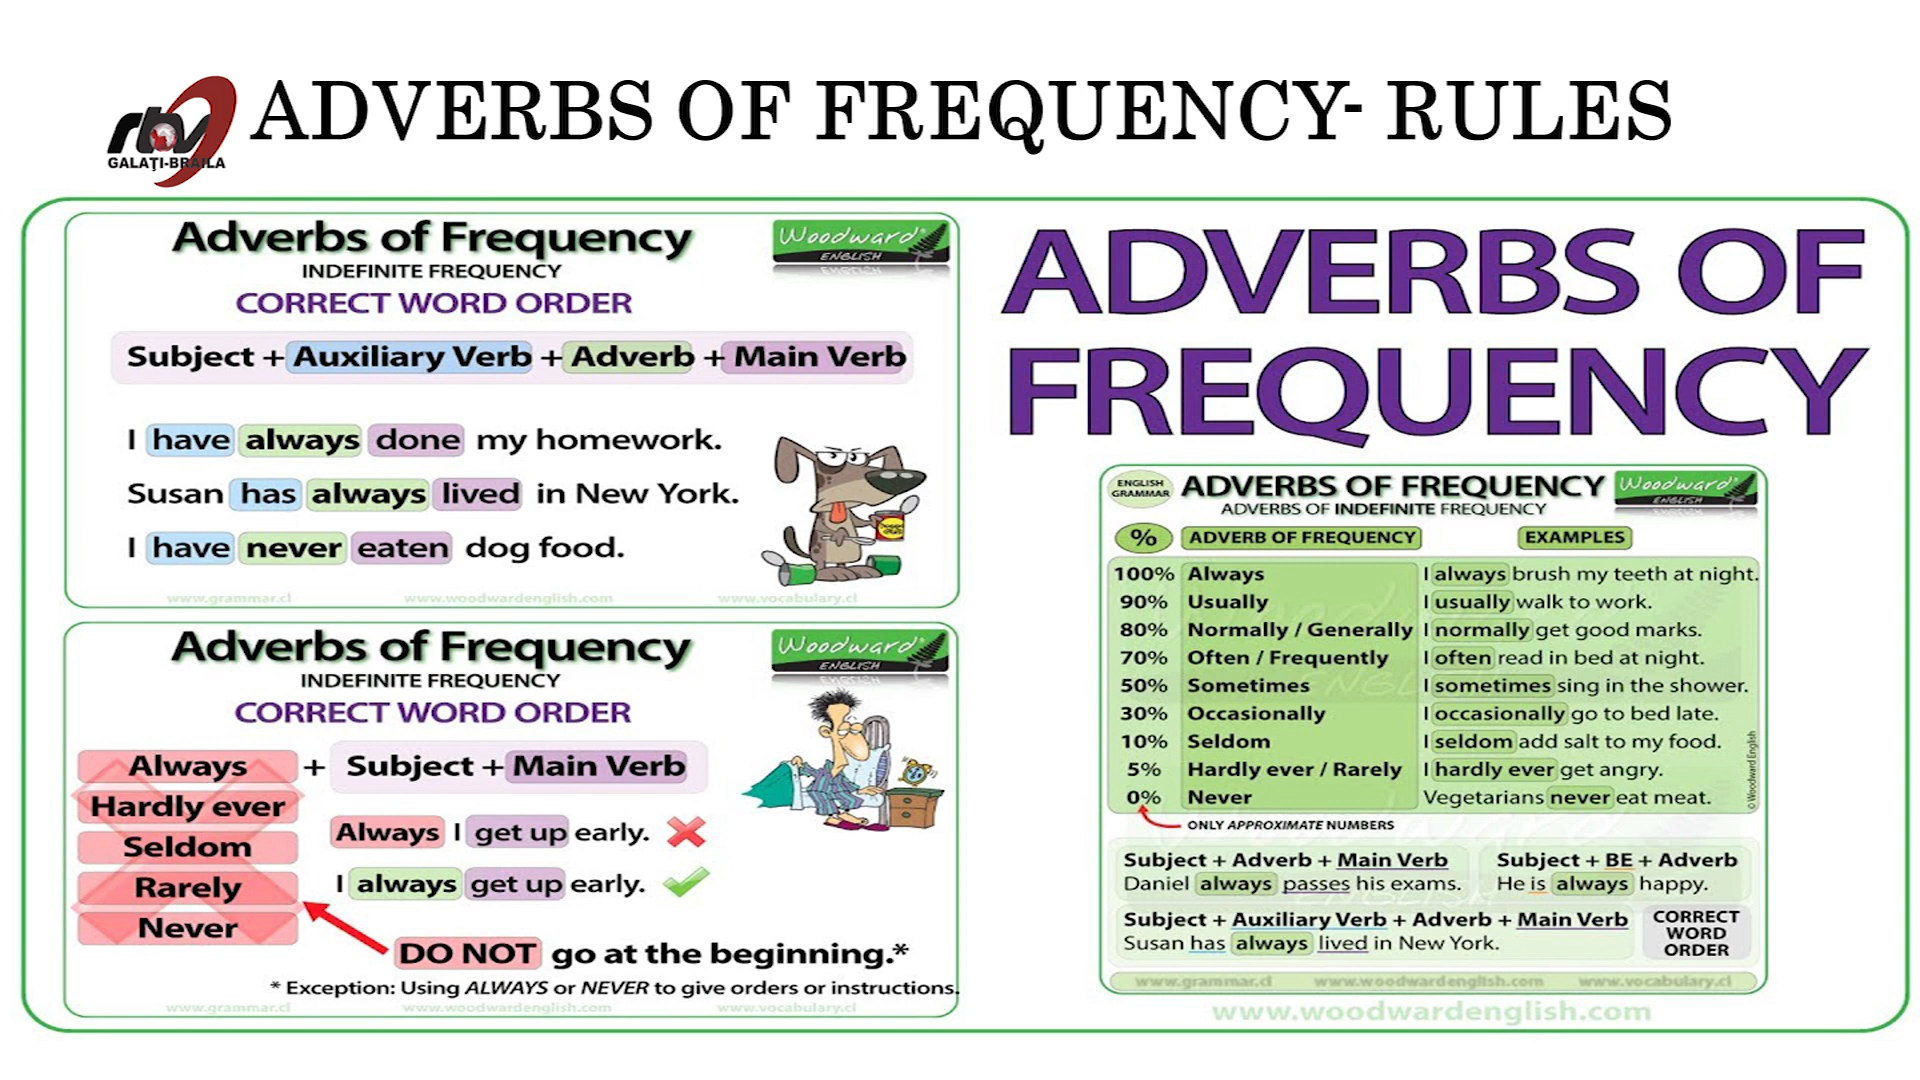 rtv
GALAŢI-BRAILA
ADVERBS OF FREQUENCY- RULES
Adverbs of Frequency
Woodward®
ENGLISH
INDEFINITE FREQUENCY
CORRECT WORD ORDER
Subject + Auxiliary Verb + Adverb + Main Verb
I have always done my homework.
Susan has always lived in New York.
I have never eaten dog food.
www.grammar.cl www.woodwardenglish.com www.vocabulary.cl
Adverbs of Frequency
Woodward®
ENGLISH
INDEFINITE FREQUENCY
CORRECT WORD ORDER
Always + Subject + Main Verb
Hardly ever
Seldom
Rarely
Never
Always I get up early.
I always get up early.
DO NOT go at the beginning.*
* Exception: Using ALWAYS or NEVER to give orders or instructions.
www.grammar.cl www.woodwardenglish.com www.vocabulary.cl
ADVERBS OF
FREQUENCY
ENGLISH
GRAMMAR
ADVERBS OF FREQUENCY
Woodward®
ENGLISH
ADVERBS OF INDEFINITE FREQUENCY
% ADVERB OF FREQUENCY EXAMPLES
100% Always I always brush my teeth at night.
90% Usually I usually walk to work.
80% Normally / Generally I normally get good marks.
70% Often / Frequently I often read in bed at night.
50% Sometimes I sometimes sing in the shower.
30% Occasionally I occasionally go to bed late.
10% Seldom I seldom add salt to my food.
5% Hardly ever / Rarely I hardly ever get angry.
0% Never Vegetarians never eat meat.
© Woodward English
ONLY APPROXIMATE NUMBERS
Subject + Adverb + Main Verb
Daniel always passes his exams.
Subject + BE + Adverb
He is always happy.
Subject + Auxiliary Verb + Adverb + Main Verb
Susan has always lived in New York.
CORRECT
WORD
ORDER
www.grammar.cl www.woodwardenglish.com www.vocabulary.cl
www.woodwardenglish.com